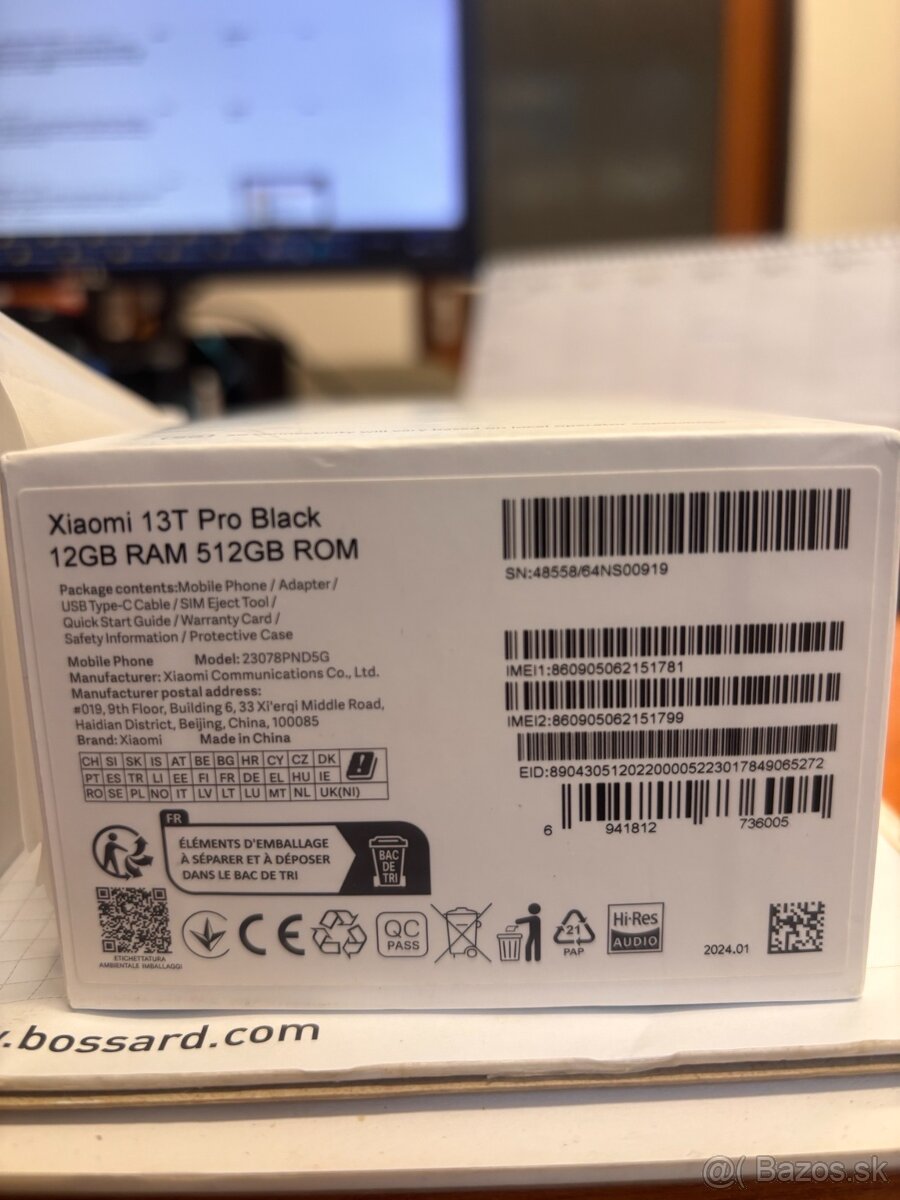 Xiaomi 13T Pro Black
12GB RAM 512GB ROM
Package contents:Mobile Phone / Adapter /
USB Type-C Cable / SIM Eject Tool /
Quick Start Guide / Warranty Card /
Safety Information / Protective Case
Mobile Phone Model: 23078PND5G
Manufacturer: Xiaomi Communications Co., Ltd.
Manufacturer postal address:
#019, 9th Floor, Building 6, 33 Xi'erqi Middle Road,
Haidian District, Beijing, China, 100085
Brand: Xiaomi Made in China
CH SI SK IS AT BE BG HR CY CZ DK
PT ES TR LI EE FI FR DE EL HU IE
RO SE PL NO IT LV LT LU MT NL UK(NI)
FR
ÉLÉMENTS D'EMBALLAGE
À SÉPARER ET À DÉPOSER
DANS LE BAC DE TRI
BAC
DE
TRI
ETICHETTATURA
AMBIENTALE IMBALLAGGI
CE
QC
PASS
21
PAP
Hi-Res
AUDIO
2024.01
SN:48558/64NS00919
IMEI1:860905062151781
IMEI2:860905062151799
EID:89043051202200005223017849065272
6 941812 736005
.bossard.com
@( Bazos.sk